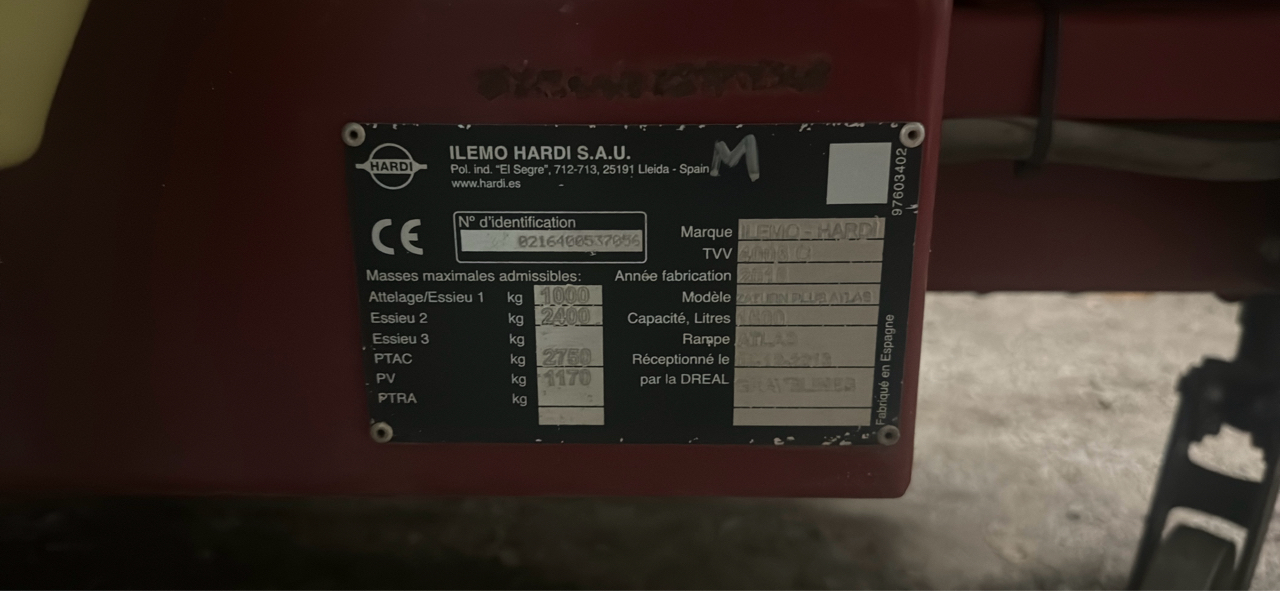 HARDI
ILEMO HARDI S.A.U.
Pol. ind. "El Segre", 712-713, 25191 Lleida - Spain
www.hardi.es
M
97603402
CE
N° d'identification
0216400537056
Masses maximales admissibles:
Attelage/Essieu 1 kg 1000
Essieu 2 kg 2400
Essieu 3 kg
PTAC kg 2750
PV kg 1170
PTRA kg
Marque ILEMO - HARDI
TVV
Année fabrication
Modèle SATURN PLUS ATLAS
Capacité, Litres
Rampe ATLAS
Réceptionné le
par la DREAL
Fabriqué en Espagne